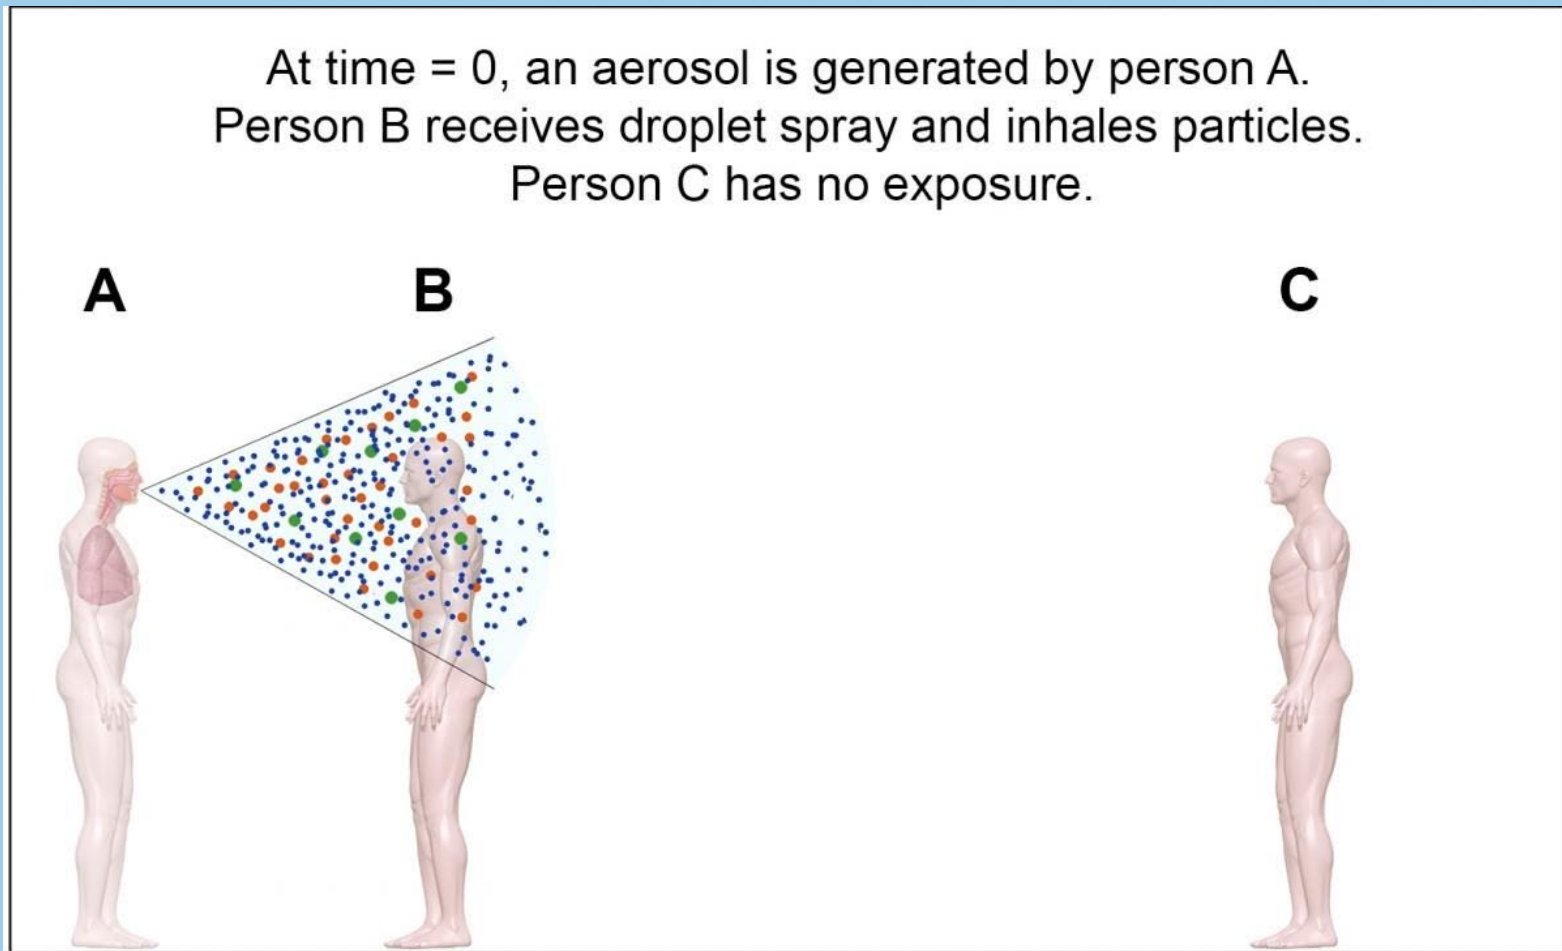 At time = 0, an aerosol is generated by person A.
Person B receives droplet spray and inhales particles.
Person C has no exposure.
A
B
C